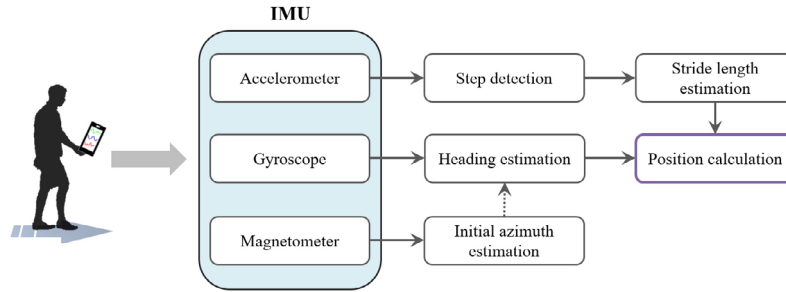 IMU
Accelerometer
Step detection
Stride length
estimation
Gyroscope
Heading estimation
Position calculation
Magnetometer
Initial azimuth
estimation